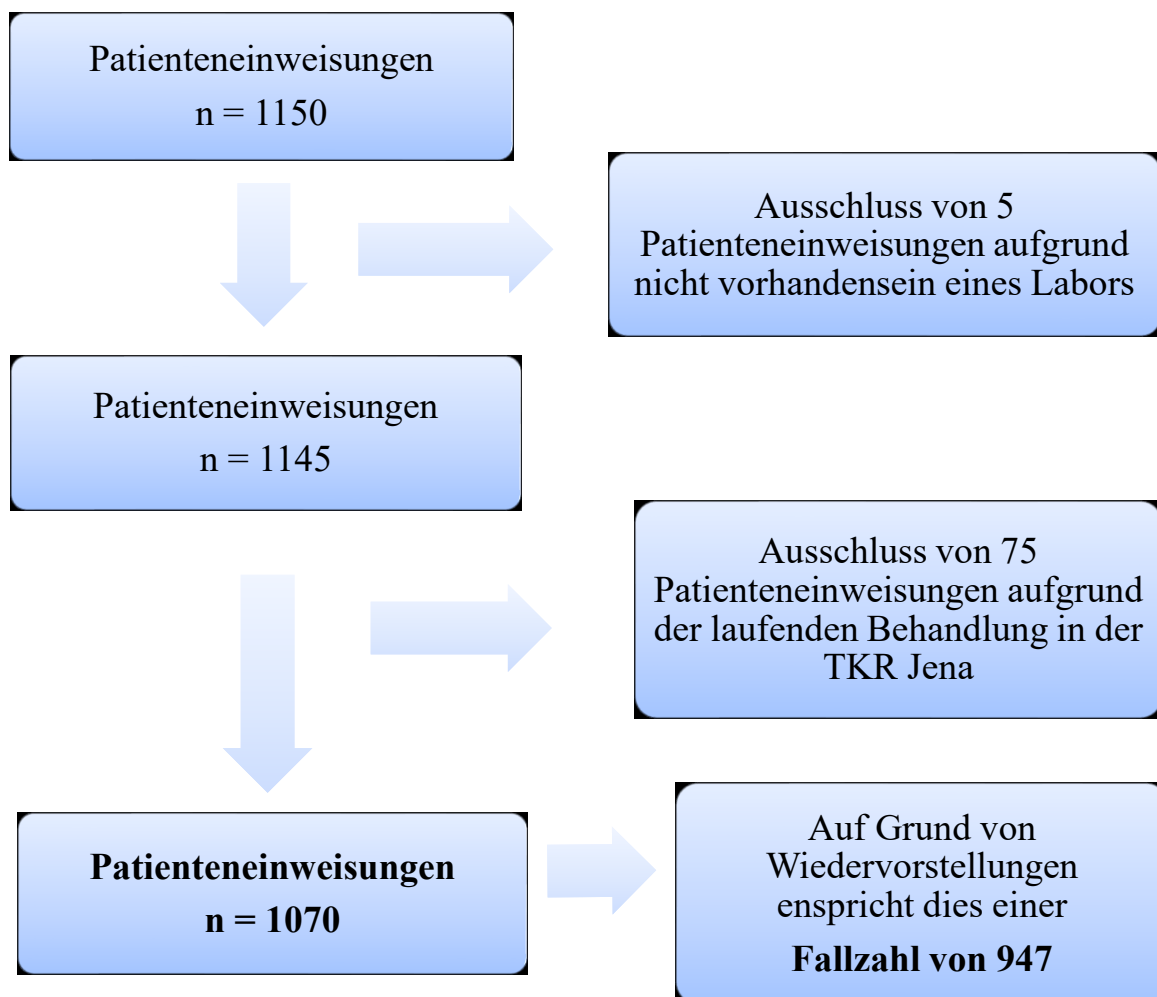 Patienteneinweisungen
n = 1150
Ausschluss von 5
Patienteneinweisungen aufgrund
nicht vorhandensein eines Labors
Patienteneinweisungen
n = 1145
Ausschluss von 75
Patienteneinweisungen aufgrund
der laufenden Behandlung in der
TKR Jena
Patienteneinweisungen
n = 1070
Auf Grund von
Wiedervorstellungen
enspricht dies einer
Fallzahl von 947